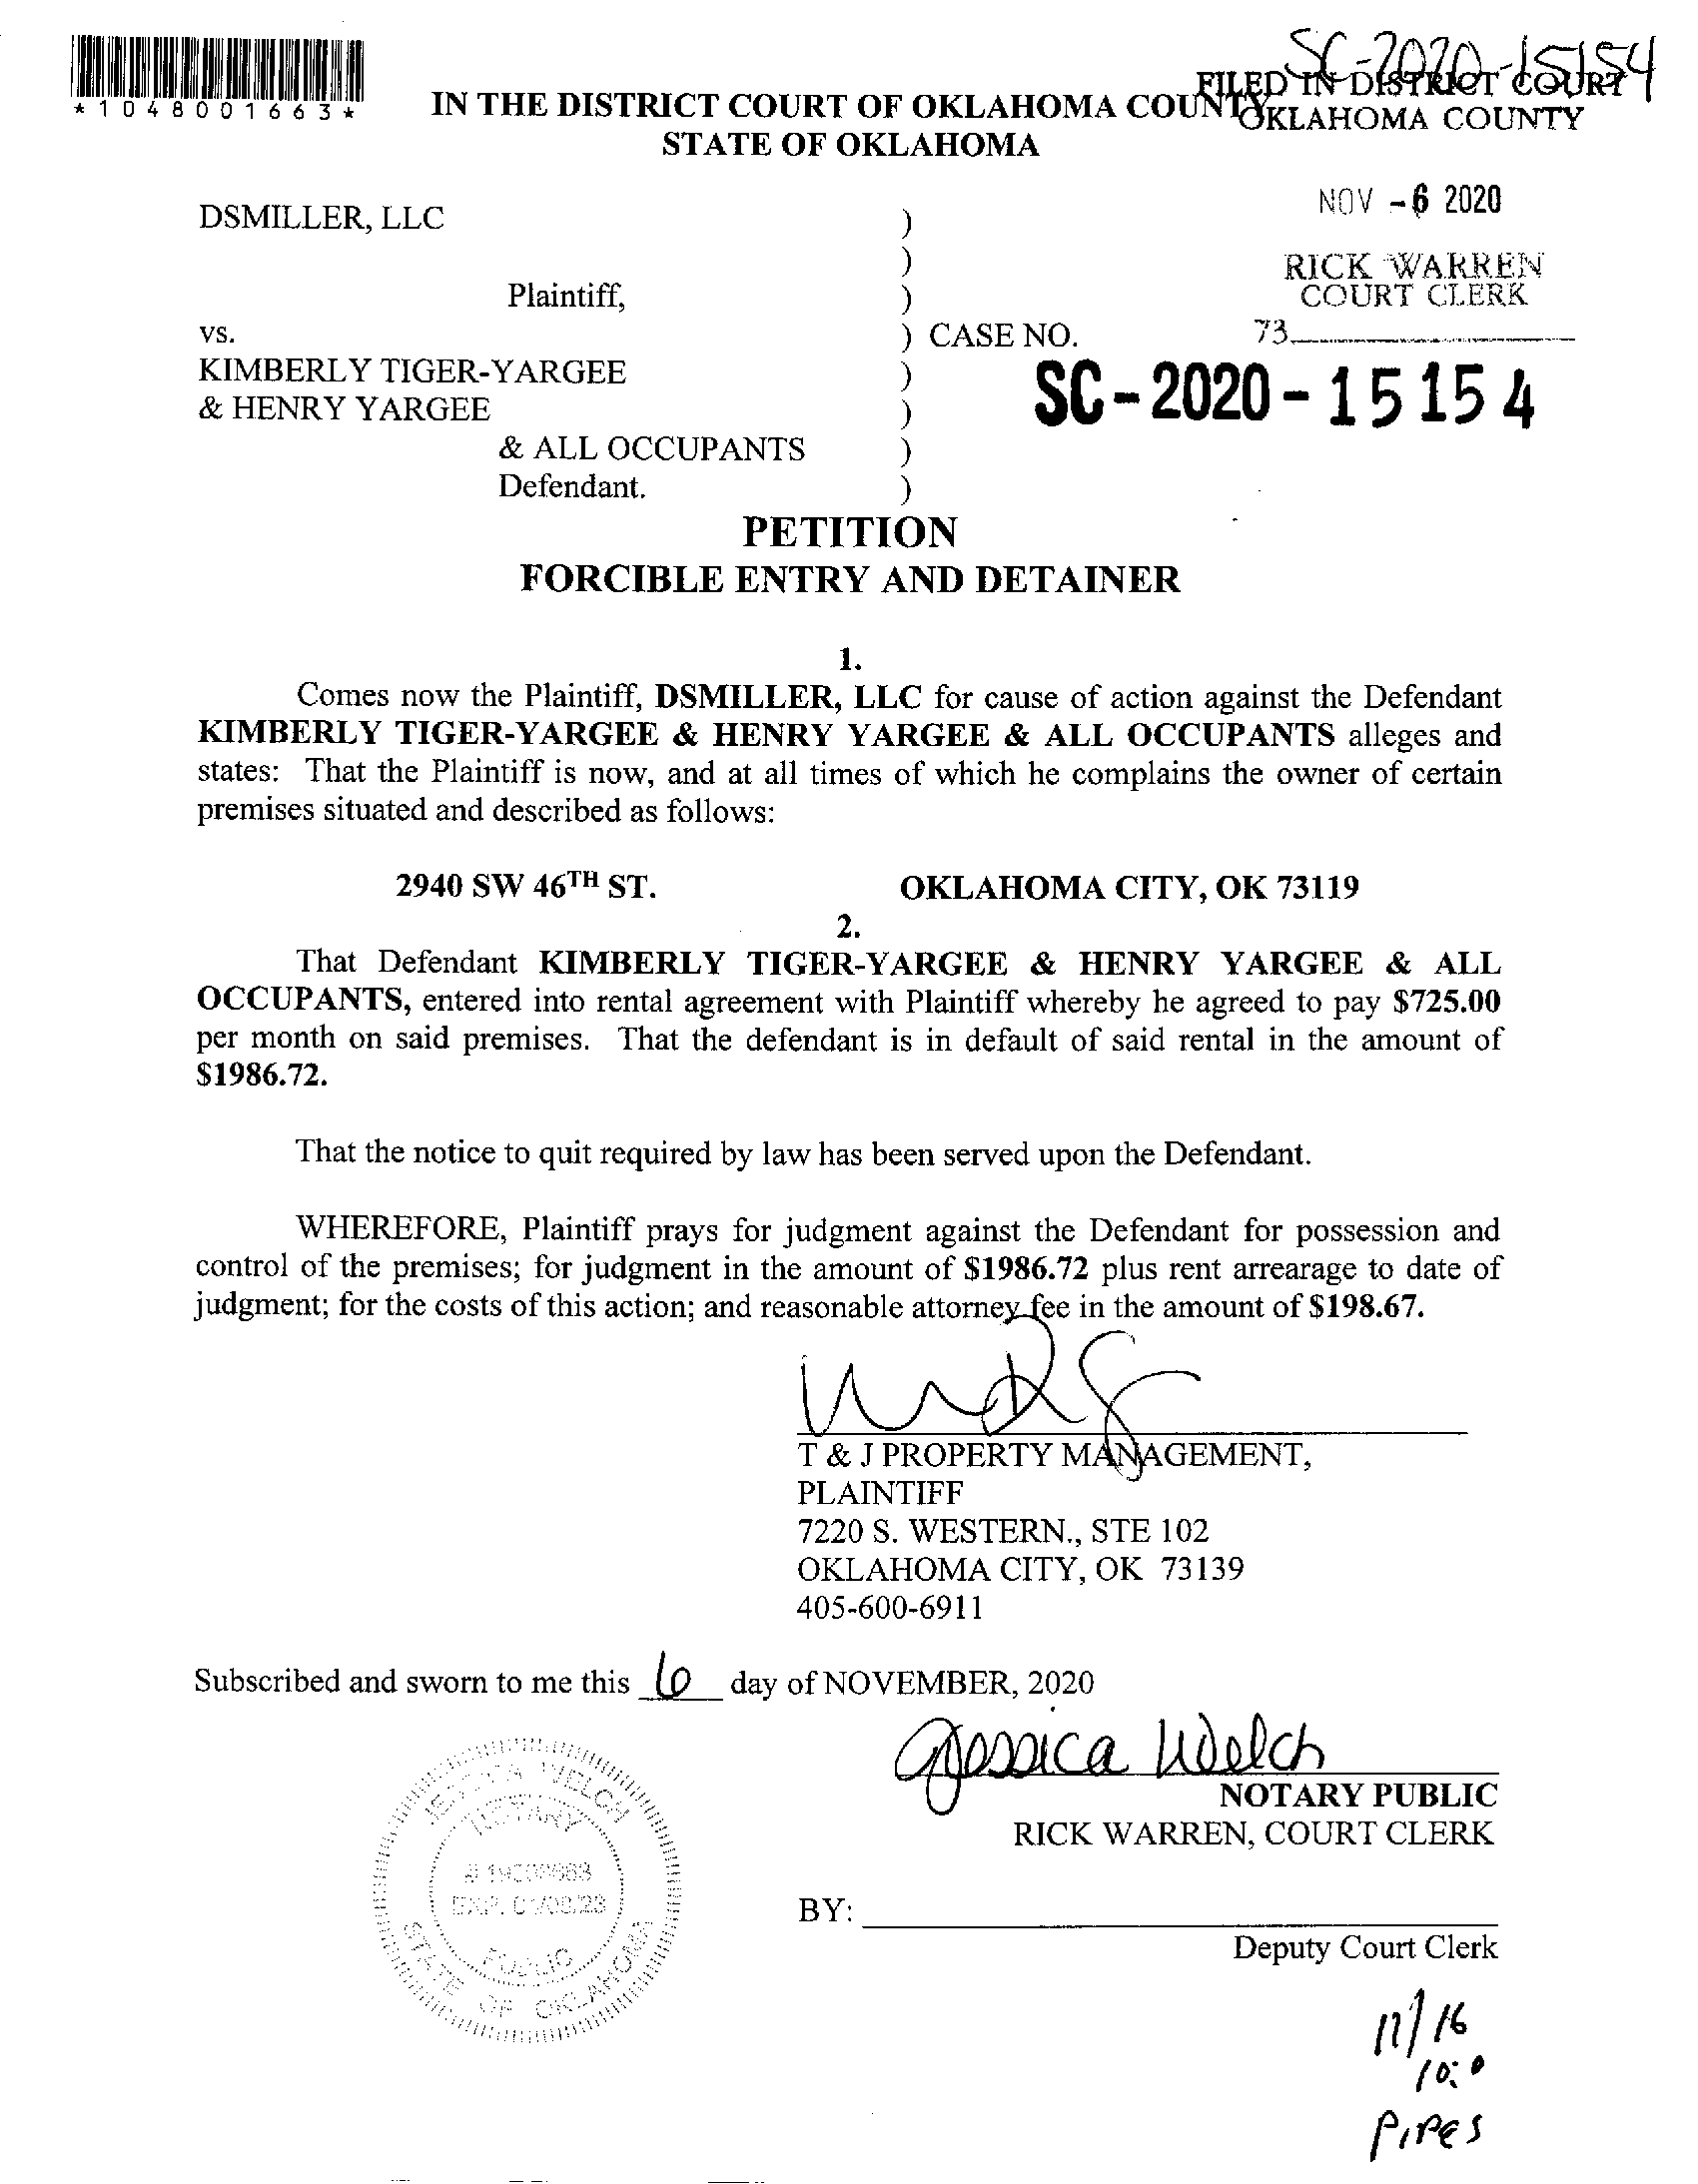 SC-2020-15154
*1048001663*
FILED IN DISTRICT COURT
OKLAHOMA COUNTY
IN THE DISTRICT COURT OF OKLAHOMA COUNTY
STATE OF OKLAHOMA
NOV -6 2020
RICK WARREN
COURT CLERK
73
DSMILLER, LLC )
)
Plaintiff, )
vs. ) CASE NO.
SC-2020-15154
KIMBERLY TIGER-YARGEE )
& HENRY YARGEE )
& ALL OCCUPANTS )
Defendant. )
PETITION
FORCIBLE ENTRY AND DETAINER
1.
Comes now the Plaintiff, DSMILLER, LLC for cause of action against the Defendant
KIMBERLY TIGER-YARGEE & HENRY YARGEE & ALL OCCUPANTS alleges and
states: That the Plaintiff is now, and at all times of which he complains the owner of certain
premises situated and described as follows:
2940 SW 46TH ST. OKLAHOMA CITY, OK 73119
2.
That Defendant KIMBERLY TIGER-YARGEE & HENRY YARGEE & ALL
OCCUPANTS, entered into rental agreement with Plaintiff whereby he agreed to pay $725.00
per month on said premises. That the defendant is in default of said rental in the amount of
$1986.72.
That the notice to quit required by law has been served upon the Defendant.
WHEREFORE, Plaintiff prays for judgment against the Defendant for possession and
control of the premises; for judgment in the amount of $1986.72 plus rent arrearage to date of
judgment; for the costs of this action; and reasonable attorney fee in the amount of $198.67.
T & J PROPERTY MANAGEMENT,
PLAINTIFF
7220 S. WESTERN., STE 102
OKLAHOMA CITY, OK 73139
405-600-6911
Subscribed and sworn to me this 6 day of NOVEMBER, 2020
Jessica Welch
NOTARY PUBLIC
RICK WARREN, COURT CLERK
BY:
Deputy Court Clerk
JESSICA WELCH
NOTARY
PUBLIC
STATE OF OKLAHOMA
11/16
10:0
PIPES